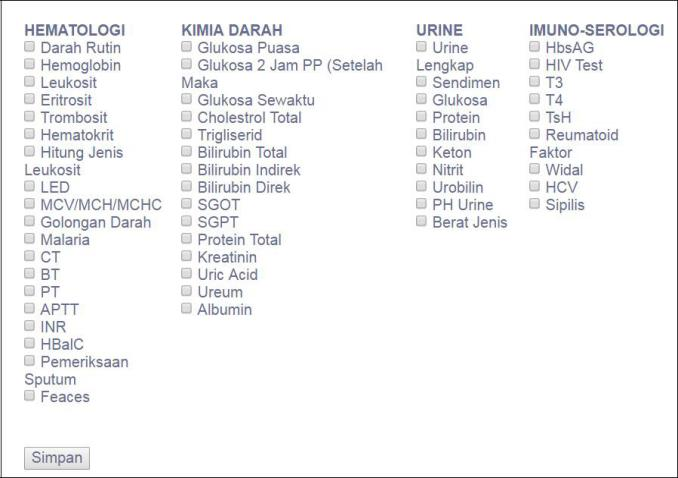 HEMATOLOGI
Darah Rutin
Hemoglobin
Leukosit
Eritrosit
Trombosit
Hematokrit
Hitung Jenis
Leukosit
LED
MCV/MCH/MCHC
Golongan Darah
Malaria
CT
BT
PT
APTT
INR
HBalC
Pemeriksaan
Sputum
Feaces
KIMIA DARAH
Glukosa Puasa
Glukosa 2 Jam PP (Setelah
Maka
Glukosa Sewaktu
Cholestrol Total
Trigliserid
Bilirubin Total
Bilirubin Indirek
Bilirubin Direk
SGOT
SGPT
Protein Total
Kreatinin
Uric Acid
Ureum
Albumin
URINE
Urine
Lengkap
Sendimen
Glukosa
Protein
Bilirubin
Keton
Nitrit
Urobilin
PH Urine
Berat Jenis
IMUNO-SEROLOGI
HbsAG
HIV Test
T3
T4
TsH
Reumatoid
Faktor
Widal
HCV
Sipilis
Simpan